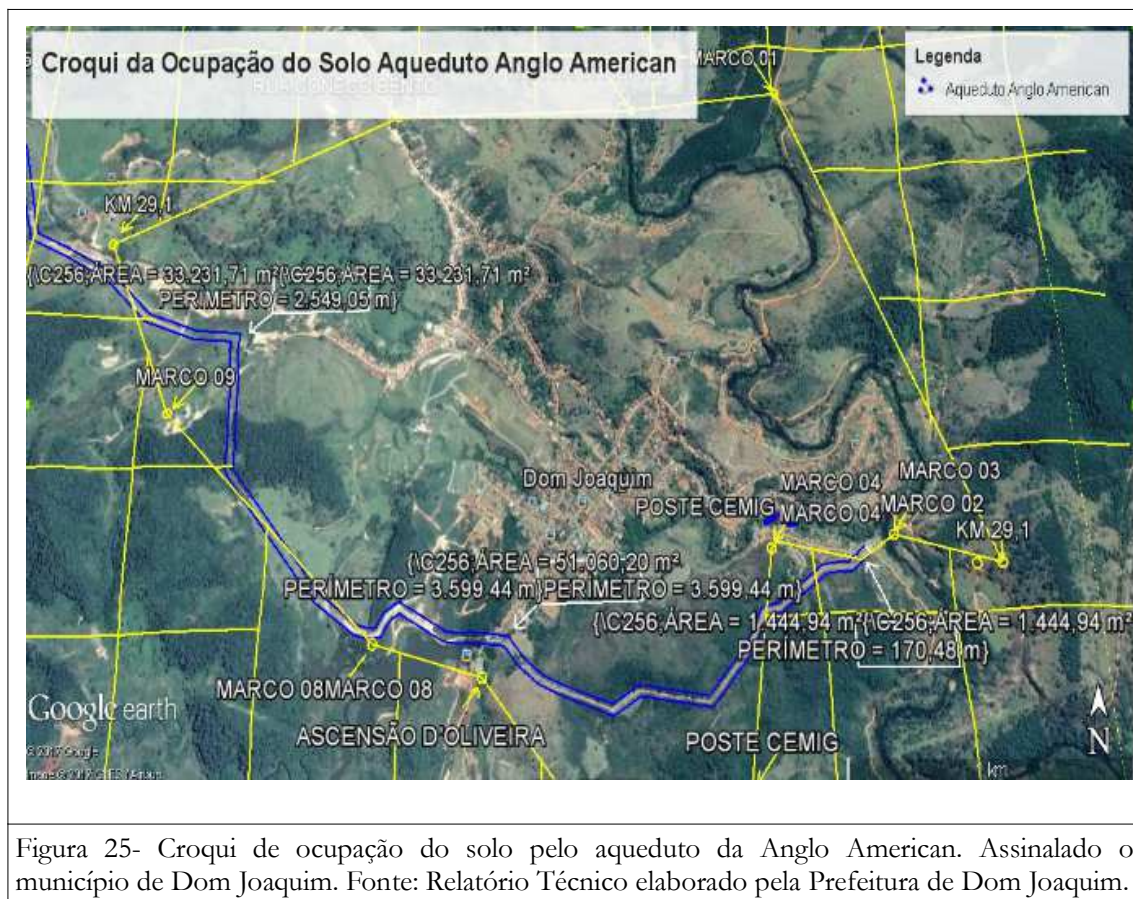 Croqui da Ocupação do Solo Aqueduto Anglo American
MARCO 01
Legenda
Aqueduto Anglo American
KM 29,1
{\C256;ÁREA = 33.231,71 m²{\C256;ÁREA = 33.231,71 m²
PERÍMETRO = 2.549,05 m}
MARCO 09
Dom Joaquim
MARCO 04
MARCO 03
POSTE CEMIG
MARCO 04
MARCO 02
KM 29,1
{\C256;ÁREA = 51.060,20 m²
PERÍMETRO = 3.599,44 m}PERÍMETRO = 3.599,44 m}
{\C256;ÁREA = 1.444,94 m²{\C256;ÁREA = 1.444,94 m²
PERÍMETRO = 170,48 m}
MARCO 08MARCO 08
ASCENSÃO D'OLIVEIRA
POSTE CEMIG
Google earth
© 2017 Google
N
1 km
Figura 25- Croqui de ocupação do solo pelo aqueduto da Anglo American. Assinalado o
município de Dom Joaquim. Fonte: Relatório Técnico elaborado pela Prefeitura de Dom Joaquim.